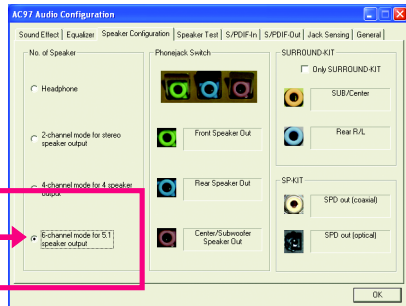 AC97 Audio Configuration
Sound Effect
Equalizer
Speaker Configuration
Speaker Test
S/PDIF-In
S/PDIF-Out
Jack Sensing
General
No. of Speaker
Headphone
2-channel mode for stereo
speaker output
4-channel mode for 4 speaker
output
6-channel mode for 5.1
speaker output
Phonejack Switch
Front Speaker Out
Rear Speaker Out
Center/Subwoofer
Speaker Out
SURROUND-KIT
Only SURROUND-KIT
SUB/Center
Rear R/L
SP-KIT
SPD out (coaxial)
SPD out (optical)
OK